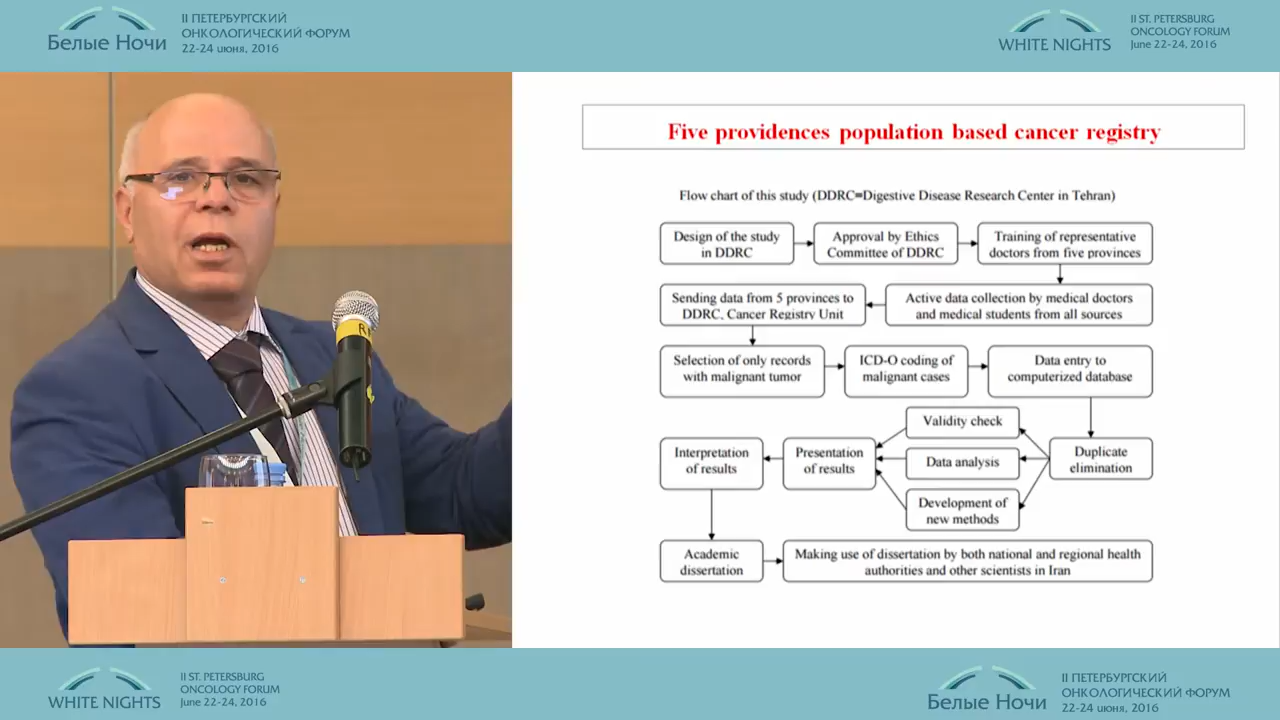 II ПЕТЕРБУРГСКИЙ
ОНКОЛОГИЧЕСКИЙ ФОРУМ
Белые Ночи
22-24 июня, 2016
II ST. PETERSBURG
ONCOLOGY FORUM
WHITE NIGHTS
June 22-24, 2016
Five providences population based cancer registry
Flow chart of this study (DDRC=Digestive Disease Research Center in Tehran)
Design of the study
in DDRC
Approval by Ethics
Committee of DDRC
Training of representative
doctors from five provinces
Active data collection by medical doctors
and medical students from all sources
Sending data from 5 provinces to
DDRC, Cancer Registry Unit
Selection of only records
with malignant tumor
ICD-O coding of
malignant cases
Data entry to
computerized database
Duplicate
elimination
Validity check
Data analysis
Development of
new methods
Presentation
of results
Interpretation
of results
Academic
dissertation
Making use of dissertation by both national and regional health
authorities and other scientists in Iran
II ST. PETERSBURG
ONCOLOGY FORUM
WHITE NIGHTS
June 22-24, 2016
II ПЕТЕРБУРГСКИЙ
ОНКОЛОГИЧЕСКИЙ ФОРУМ
Белые Ночи
22-24 июня, 2016